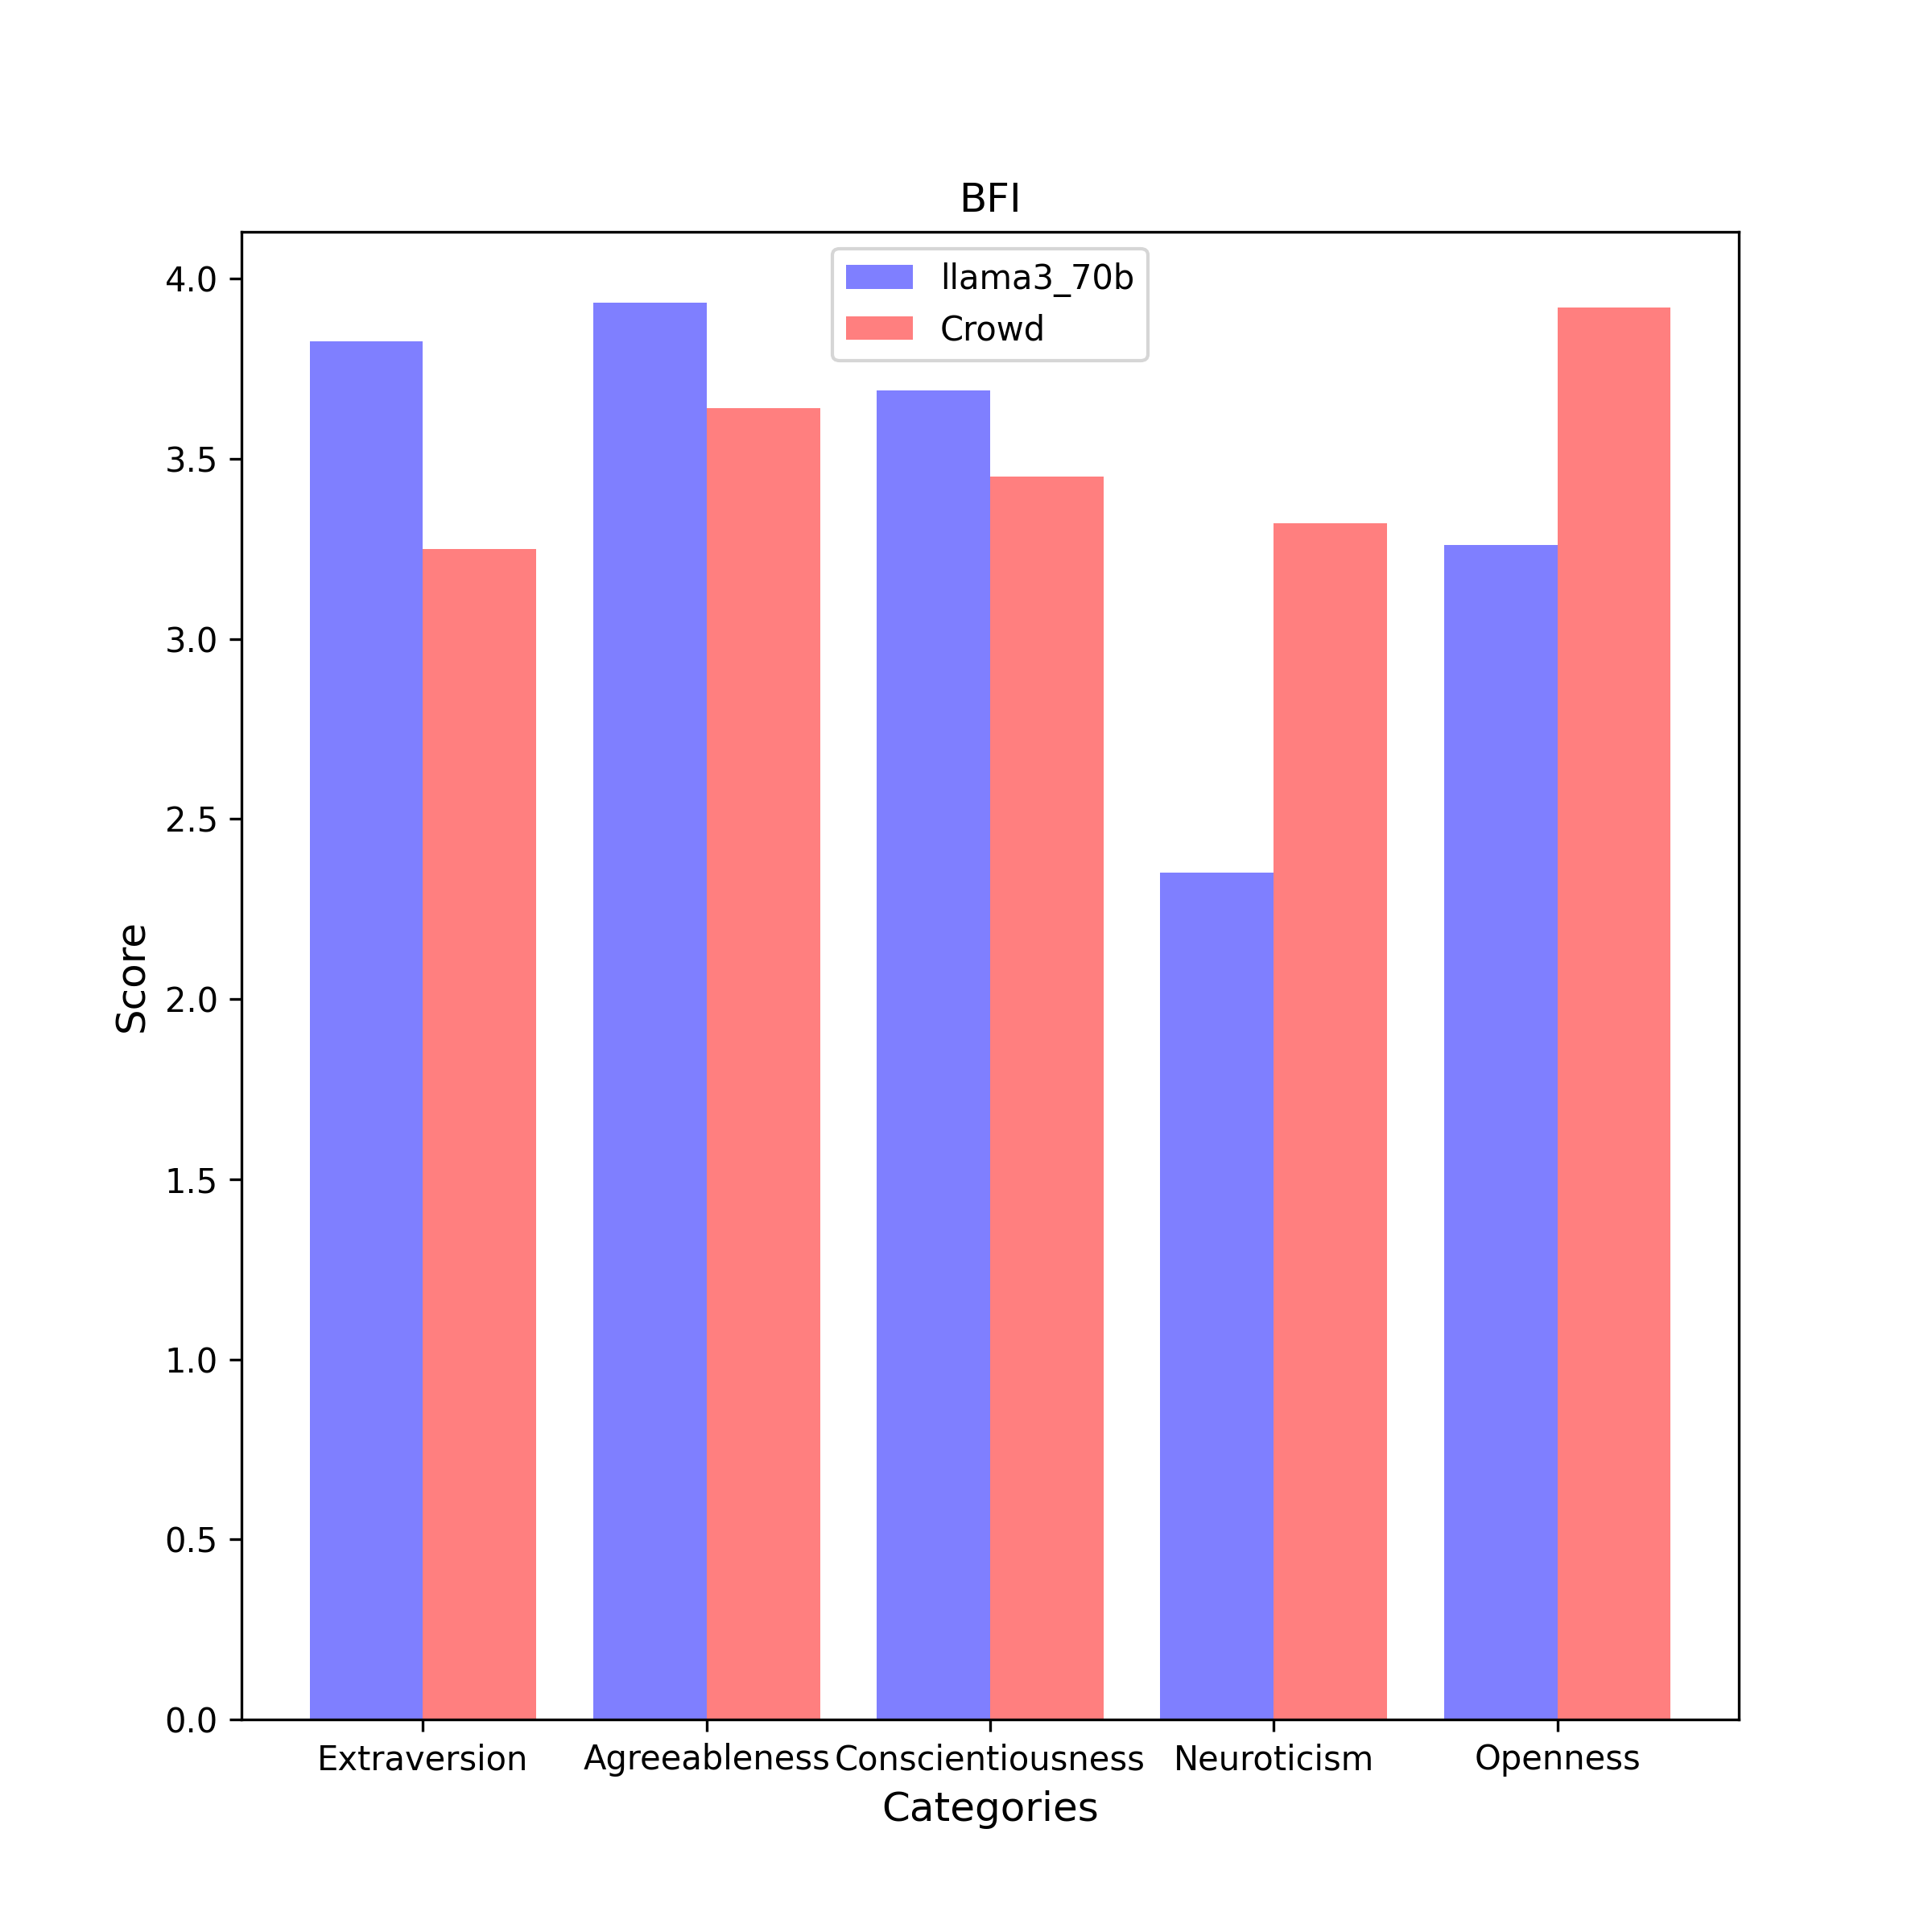 BFI
llama3_70b
Crowd
4.0
3.5
3.0
2.5
2.0
1.5
1.0
0.5
0.0
Score
Extraversion
Agreeableness
Conscientiousness
Neuroticism
Openness
Categories